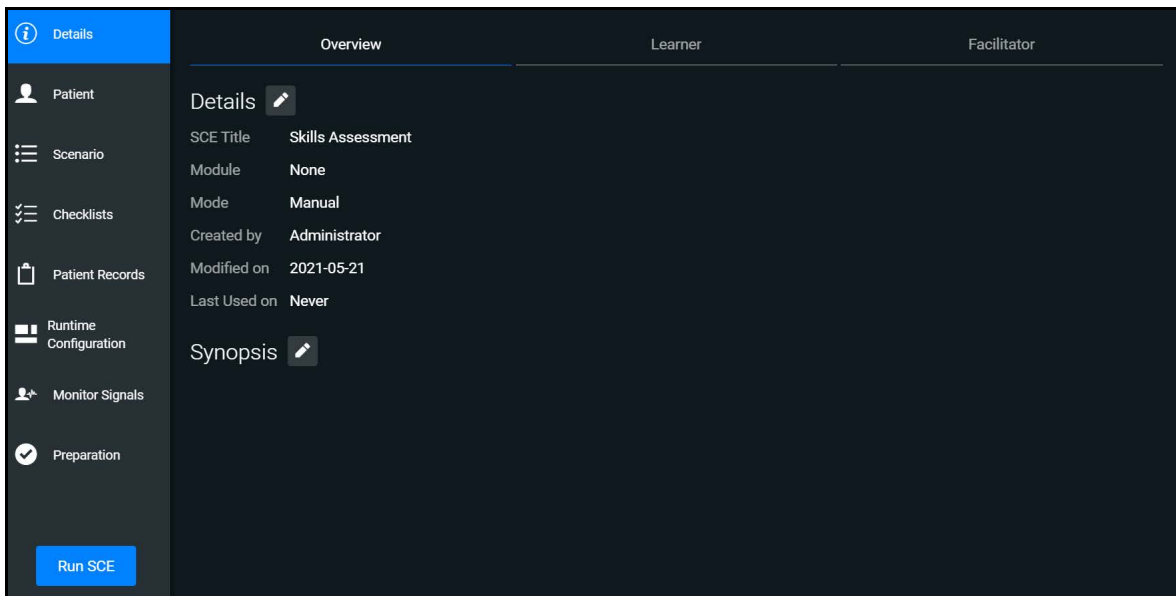 Details
Patient
Scenario
Checklists
Patient Records
Runtime
Configuration
Monitor Signals
Preparation
Run SCE
Overview Learner Facilitator
Details
SCE Title Skills Assessment
Module None
Mode Manual
Created by Administrator
Modified on 2021-05-21
Last Used on Never
Synopsis